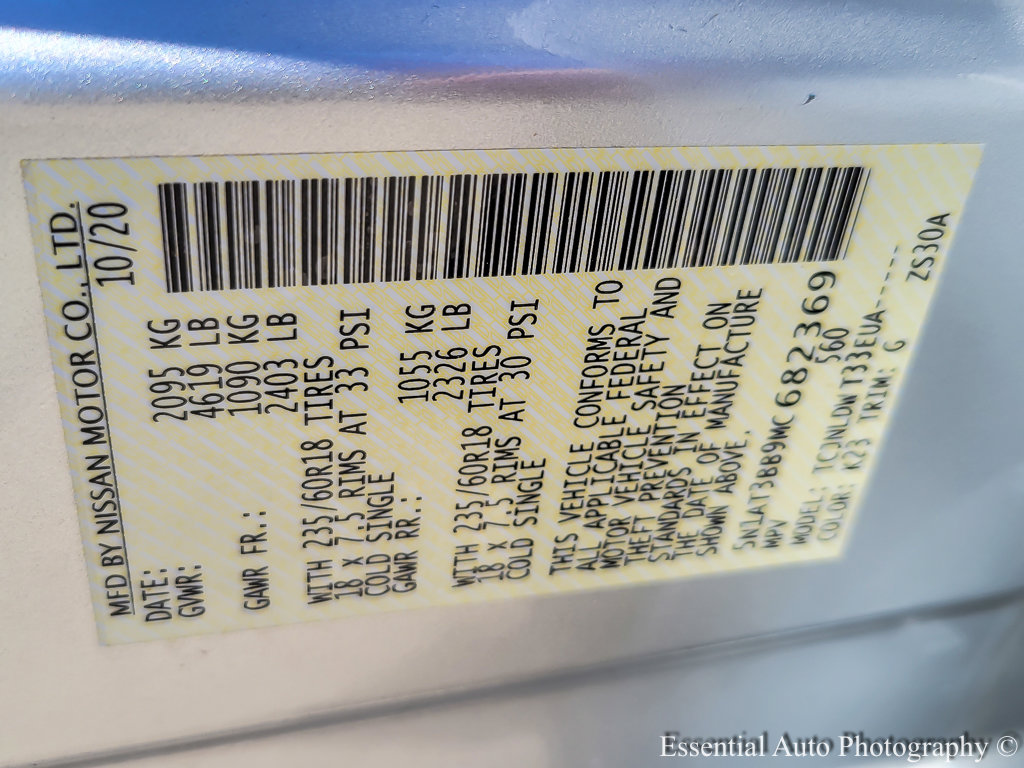 MFD BY NISSAN MOTOR CO., LTD.
DATE: 10/20
GVWR: 2095 KG
4619 LB
GAWR FR.: 1090 KG
2403 LB
WITH 235/60R18 TIRES
18 X 7.5 RIMS AT 33 PSI
COLD SINGLE
GAWR RR.: 1055 KG
2326 LB
WITH 235/60R18 TIRES
18 X 7.5 RIMS AT 30 PSI
COLD SINGLE
THIS VEHICLE CONFORMS TO
ALL APPLICABLE FEDERAL
MOTOR VEHICLE SAFETY AND
THEFT PREVENTION
STANDARDS IN EFFECT ON
THE DATE OF MANUFACTURE
SHOWN ABOVE.
5N1AT3BB9MC682369
MPV 560
MODEL: TCJNLDWT33EUA-----
COLOR: K23 TRIM: G
ZS30A
Essential Auto Photography ©